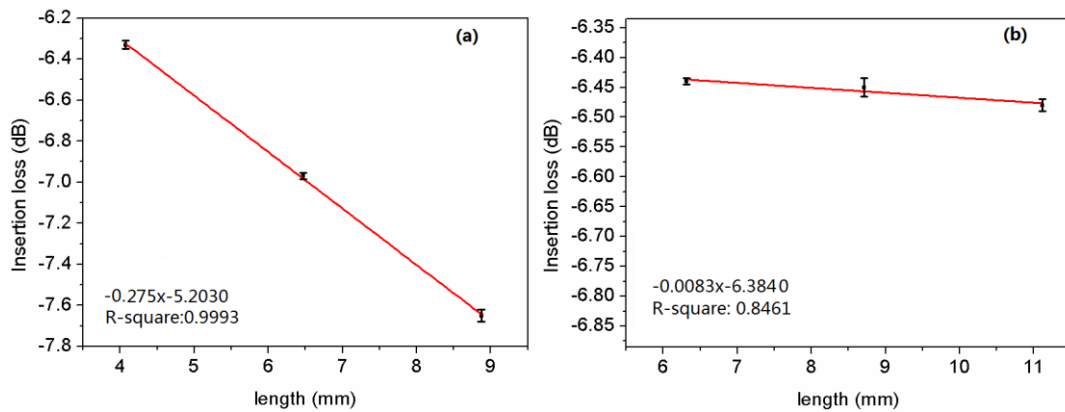 (a)
Insertion loss (dB)
-6.2
-6.4
-6.6
-6.8
-7.0
-7.2
-7.4
-7.6
-7.8
-0.275x-5.2030
R-square:0.9993
4 5 6 7 8 9
length (mm)
(b)
Insertion loss (dB)
-6.35
-6.40
-6.45
-6.50
-6.55
-6.60
-6.65
-6.70
-6.75
-6.80
-6.85
-0.0083x-6.3840
R-square: 0.8461
6 7 8 9 10 11
length (mm)